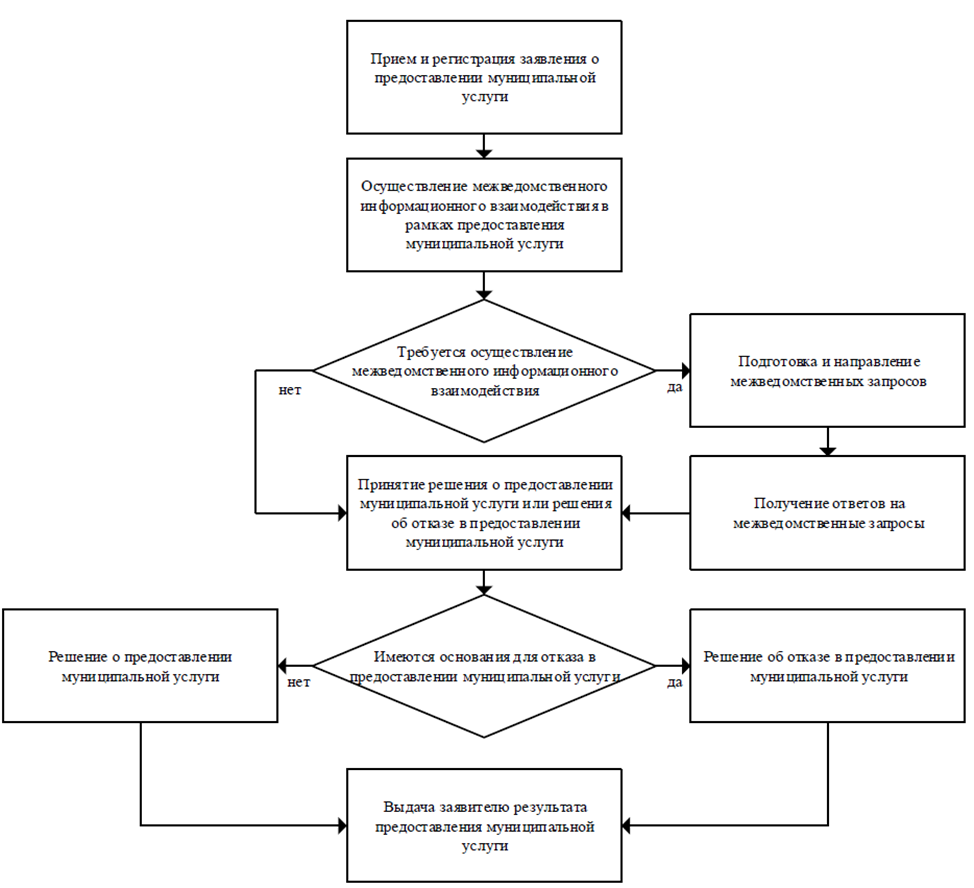 Прием и регистрация заявления о
предоставлении муниципальной
услуги
Осуществление межведомственного
информационного взаимодействия в
рамках предоставления
муниципальной услуги
Требуется осуществление
межведомственного информационного
взаимодействия
нет
да
Подготовка и направление
межведомственных запросов
Принятие решения о предоставлении
муниципальной услуги или решения
об отказе в предоставлении
муниципальной услуги
Получение ответов на
межведомственные запросы
Решение о предоставлении
муниципальной услуги
нет
Имеются основания для отказа в
предоставлении муниципальной услуги
да
Решение об отказе в предоставлении
муниципальной услуги
Выдача заявителю результата
предоставления муниципальной
услуги